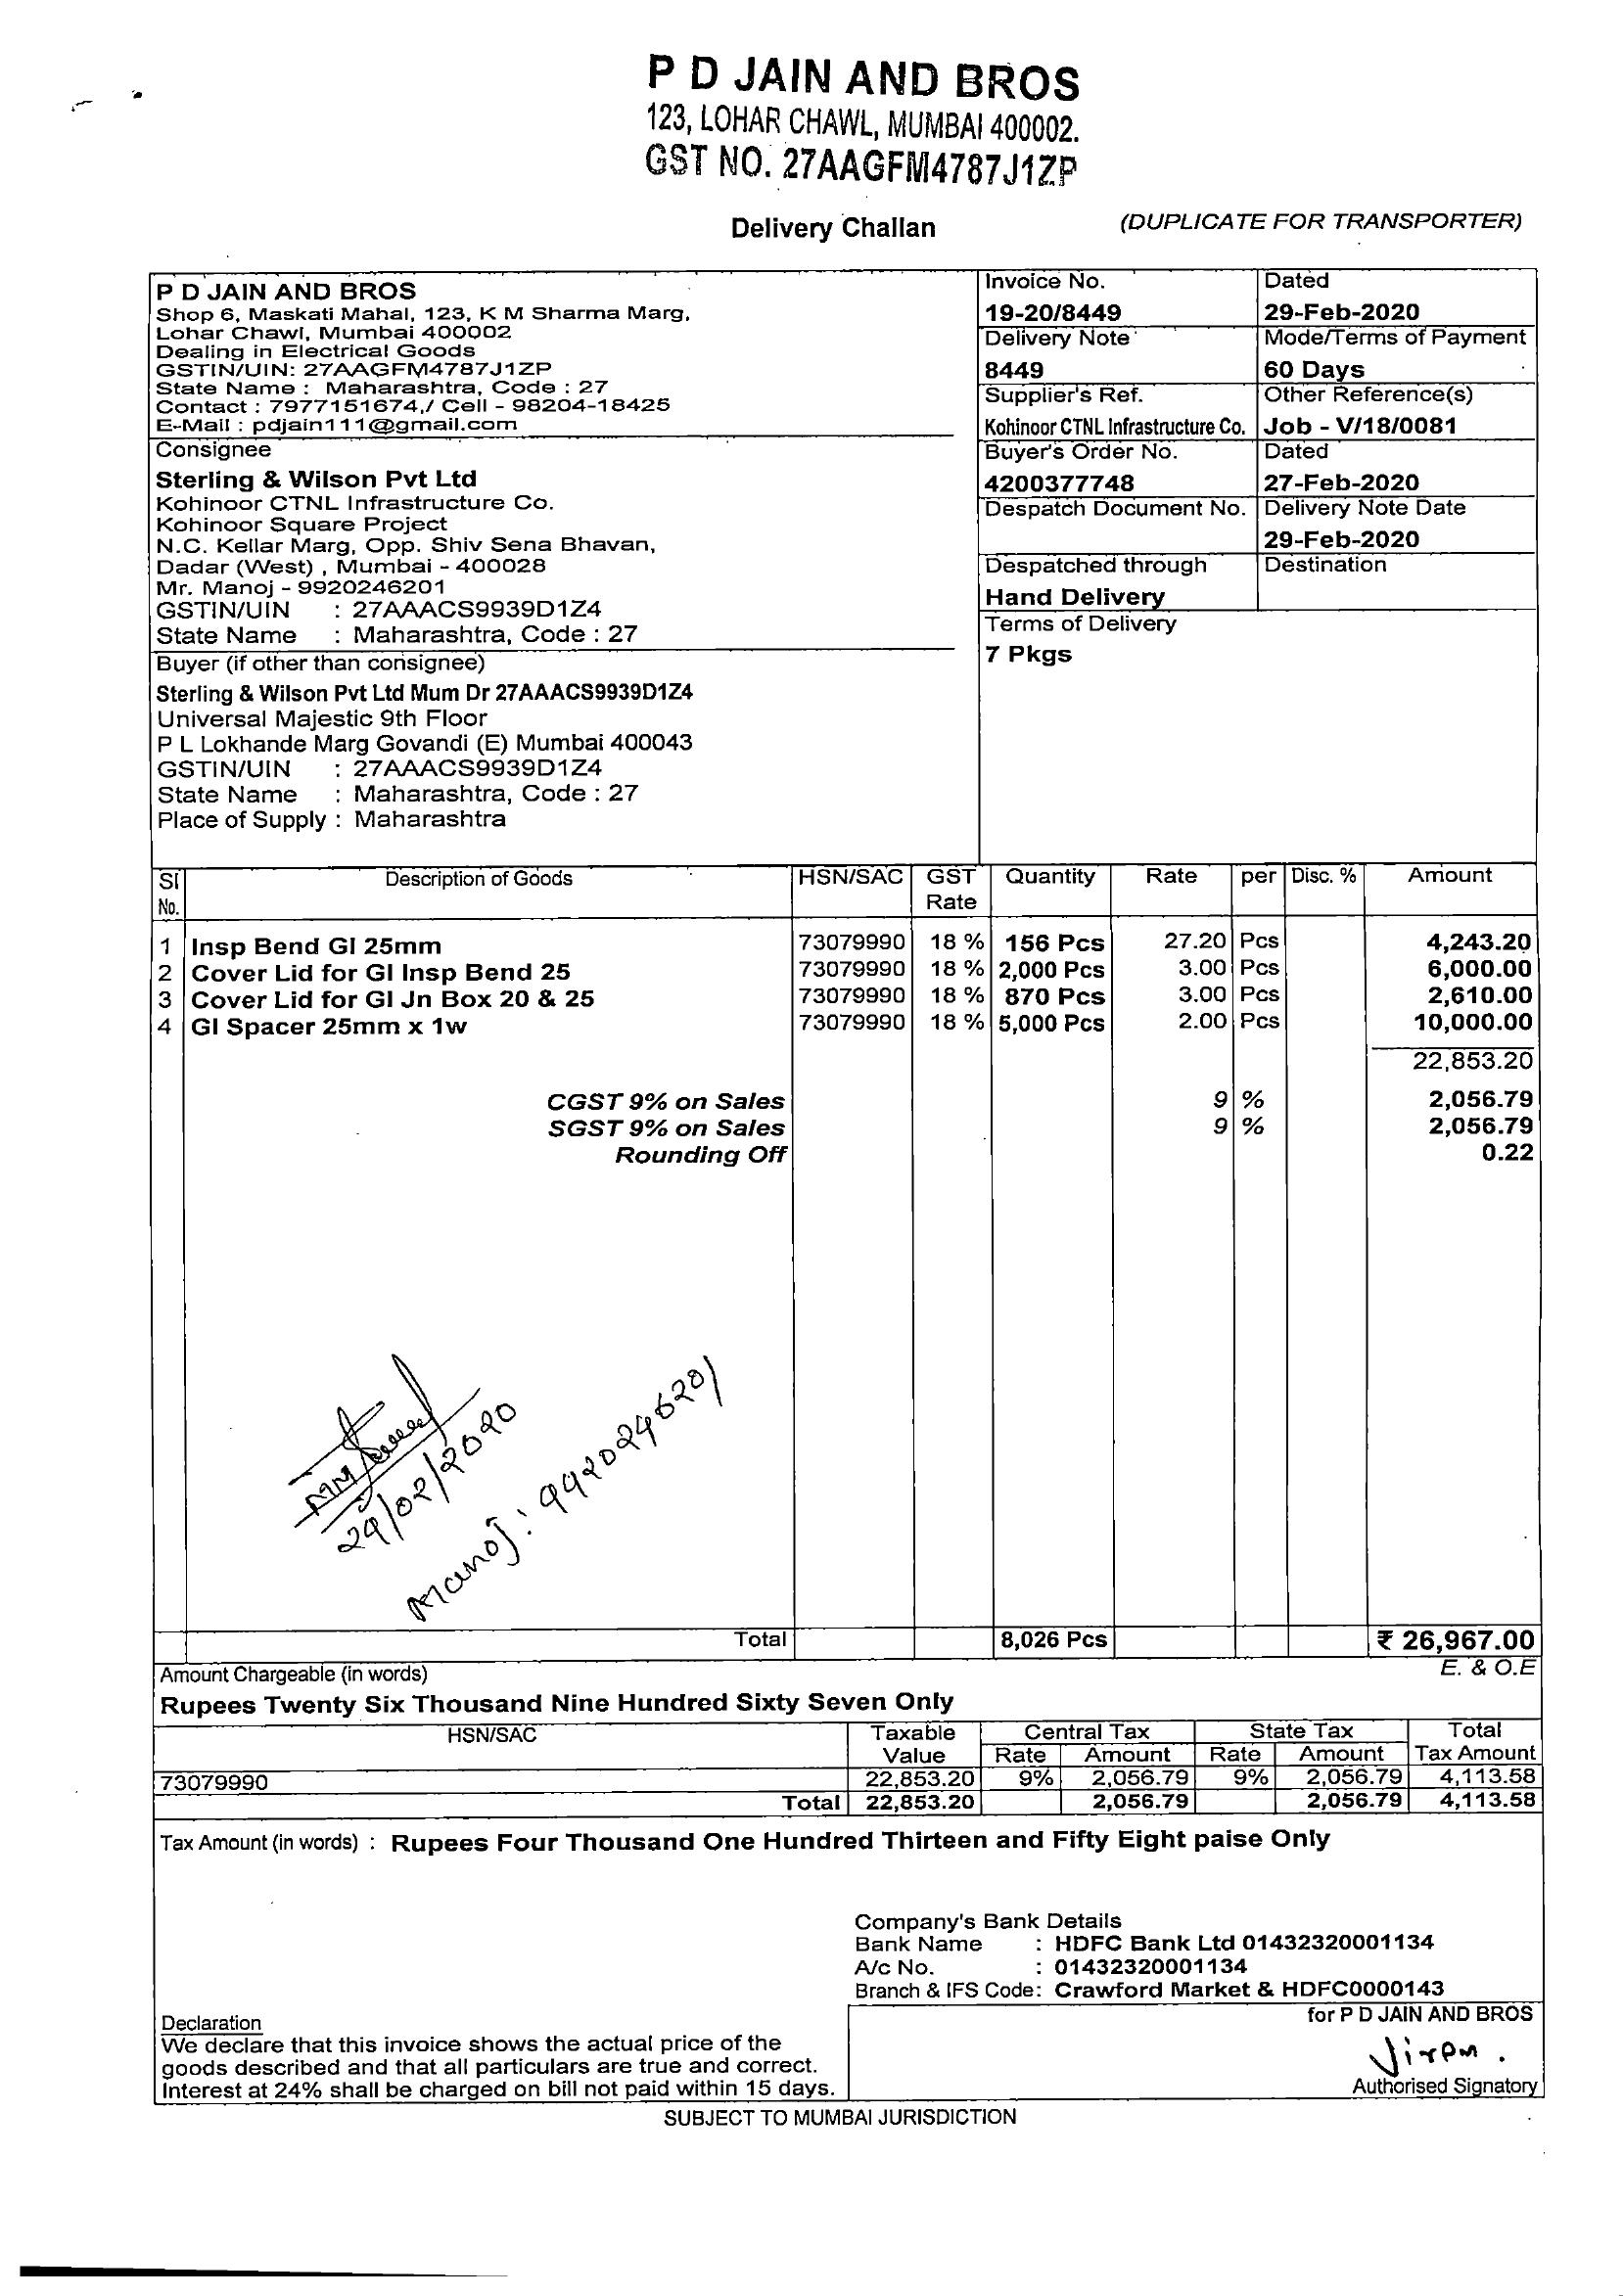 P D JAIN AND BROS
123, LOHAR CHAWL, MUMBAI 400002.
GST NO. 27AAGFM4787J1ZP
Delivery Challan
(DUPLICATE FOR TRANSPORTER)
P D JAIN AND BROS
Shop 6, Maskati Mahal, 123, K M Sharma Marg,
Lohar Chawl, Mumbai 400002
Dealing in Electrical Goods
GSTIN/UIN: 27AAGFM4787J1ZP
State Name : Maharashtra, Code : 27
Contact : 7977151674,/ Cell - 98204-18425
E-Mail : pdjain111@gmail.com
Consignee
Sterling & Wilson Pvt Ltd
Kohinoor CTNL Infrastructure Co.
Kohinoor Square Project
N.C. Kellar Marg, Opp. Shiv Sena Bhavan,
Dadar (West) , Mumbai - 400028
Mr. Manoj - 9920246201
GSTIN/UIN : 27AAACS9939D1Z4
State Name : Maharashtra, Code : 27
Buyer (if other than consignee)
Sterling & Wilson Pvt Ltd Mum Dr 27AAACS9939D1Z4
Universal Majestic 9th Floor
P L Lokhande Marg Govandi (E) Mumbai 400043
GSTIN/UIN : 27AAACS9939D1Z4
State Name : Maharashtra, Code : 27
Place of Supply : Maharashtra
Invoice No. Dated
19-20/8449 29-Feb-2020
Delivery Note Mode/Terms of Payment
8449 60 Days
Supplier's Ref. Other Reference(s)
Kohinoor CTNL Infrastructure Co. Job - V/18/0081
Buyer's Order No. Dated
4200377748 27-Feb-2020
Despatch Document No. Delivery Note Date
29-Feb-2020
Despatched through Destination
Hand Delivery
Terms of Delivery
7 Pkgs
Sl No. Description of Goods HSN/SAC GST Rate Quantity Rate per Disc. % Amount
1 Insp Bend GI 25mm 73079990 18 % 156 Pcs 27.20 Pcs 4,243.20
2 Cover Lid for GI Insp Bend 25 73079990 18 % 2,000 Pcs 3.00 Pcs 6,000.00
3 Cover Lid for GI Jn Box 20 & 25 73079990 18 % 870 Pcs 3.00 Pcs 2,610.00
4 GI Spacer 25mm x 1w 73079990 18 % 5,000 Pcs 2.00 Pcs 10,000.00
22,853.20
CGST 9% on Sales 9 % 2,056.79
SGST 9% on Sales 9 % 2,056.79
Rounding Off 0.22
29/02/2020
Manoj : 9920246201
Total 8,026 Pcs ₹ 26,967.00
Amount Chargeable (in words) E. & O.E
Rupees Twenty Six Thousand Nine Hundred Sixty Seven Only
HSN/SAC Taxable Value Central Tax State Tax Total Tax Amount
Rate Amount Rate Amount
73079990 22,853.20 9% 2,056.79 9% 2,056.79 4,113.58
Total 22,853.20 2,056.79 2,056.79 4,113.58
Tax Amount (in words) : Rupees Four Thousand One Hundred Thirteen and Fifty Eight paise Only
Company's Bank Details
Bank Name : HDFC Bank Ltd 01432320001134
A/c No. : 01432320001134
Branch & IFS Code: Crawford Market & HDFC0000143
Declaration
We declare that this invoice shows the actual price of the
goods described and that all particulars are true and correct.
Interest at 24% shall be charged on bill not paid within 15 days.
for P D JAIN AND BROS
Authorised Signatory
SUBJECT TO MUMBAI JURISDICTION